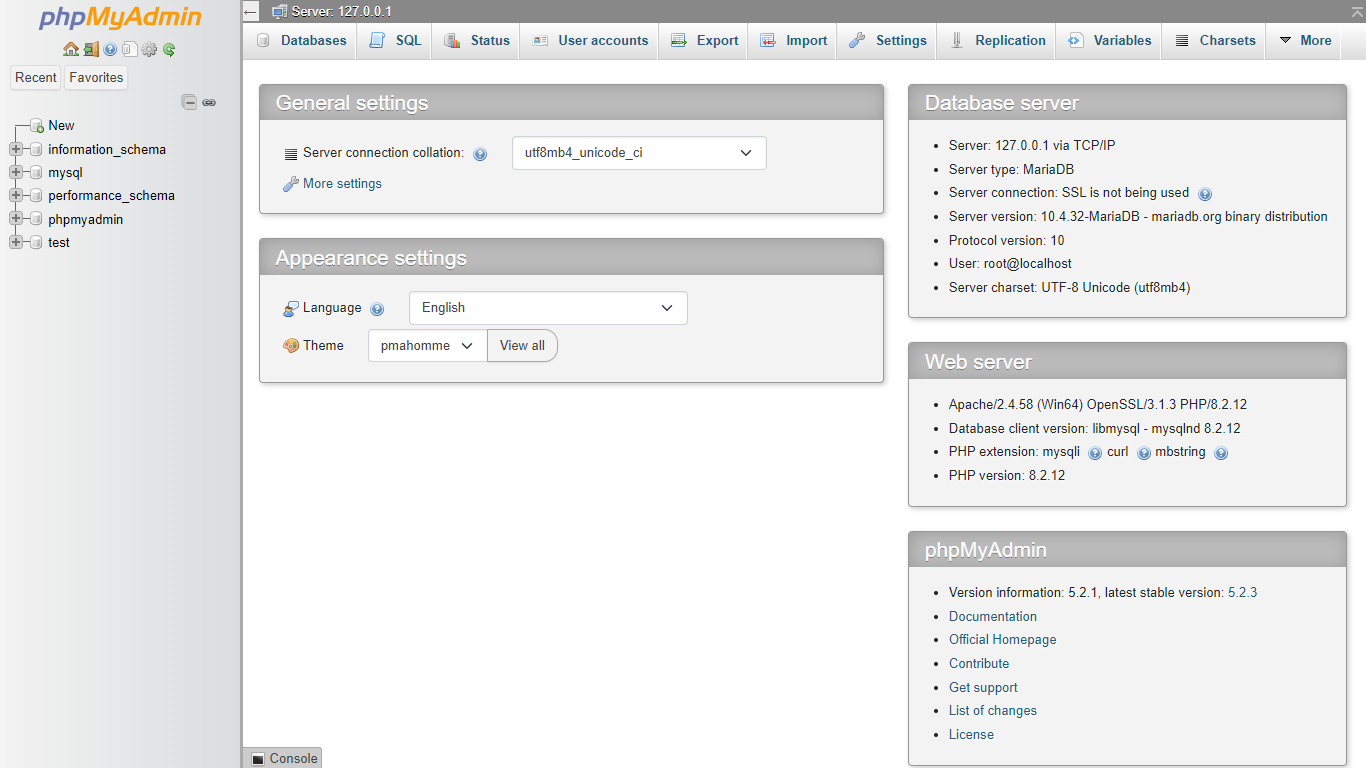 phpMyAdmin
Recent Favorites
New
information_schema
mysql
performance_schema
phpmyadmin
test
Server: 127.0.0.1
Databases SQL Status User accounts Export Import Settings Replication Variables Charsets More
General settings
Server connection collation: utf8mb4_unicode_ci
More settings
Appearance settings
Language English
Theme pmahomme View all
Database server
Server: 127.0.0.1 via TCP/IP
Server type: MariaDB
Server connection: SSL is not being used
Server version: 10.4.32-MariaDB - mariadb.org binary distribution
Protocol version: 10
User: root@localhost
Server charset: UTF-8 Unicode (utf8mb4)
Web server
Apache/2.4.58 (Win64) OpenSSL/3.1.3 PHP/8.2.12
Database client version: libmysql - mysqlnd 8.2.12
PHP extension: mysqli curl mbstring
PHP version: 8.2.12
phpMyAdmin
Version information: 5.2.1, latest stable version: 5.2.3
Documentation
Official Homepage
Contribute
Get support
List of changes
License
Console